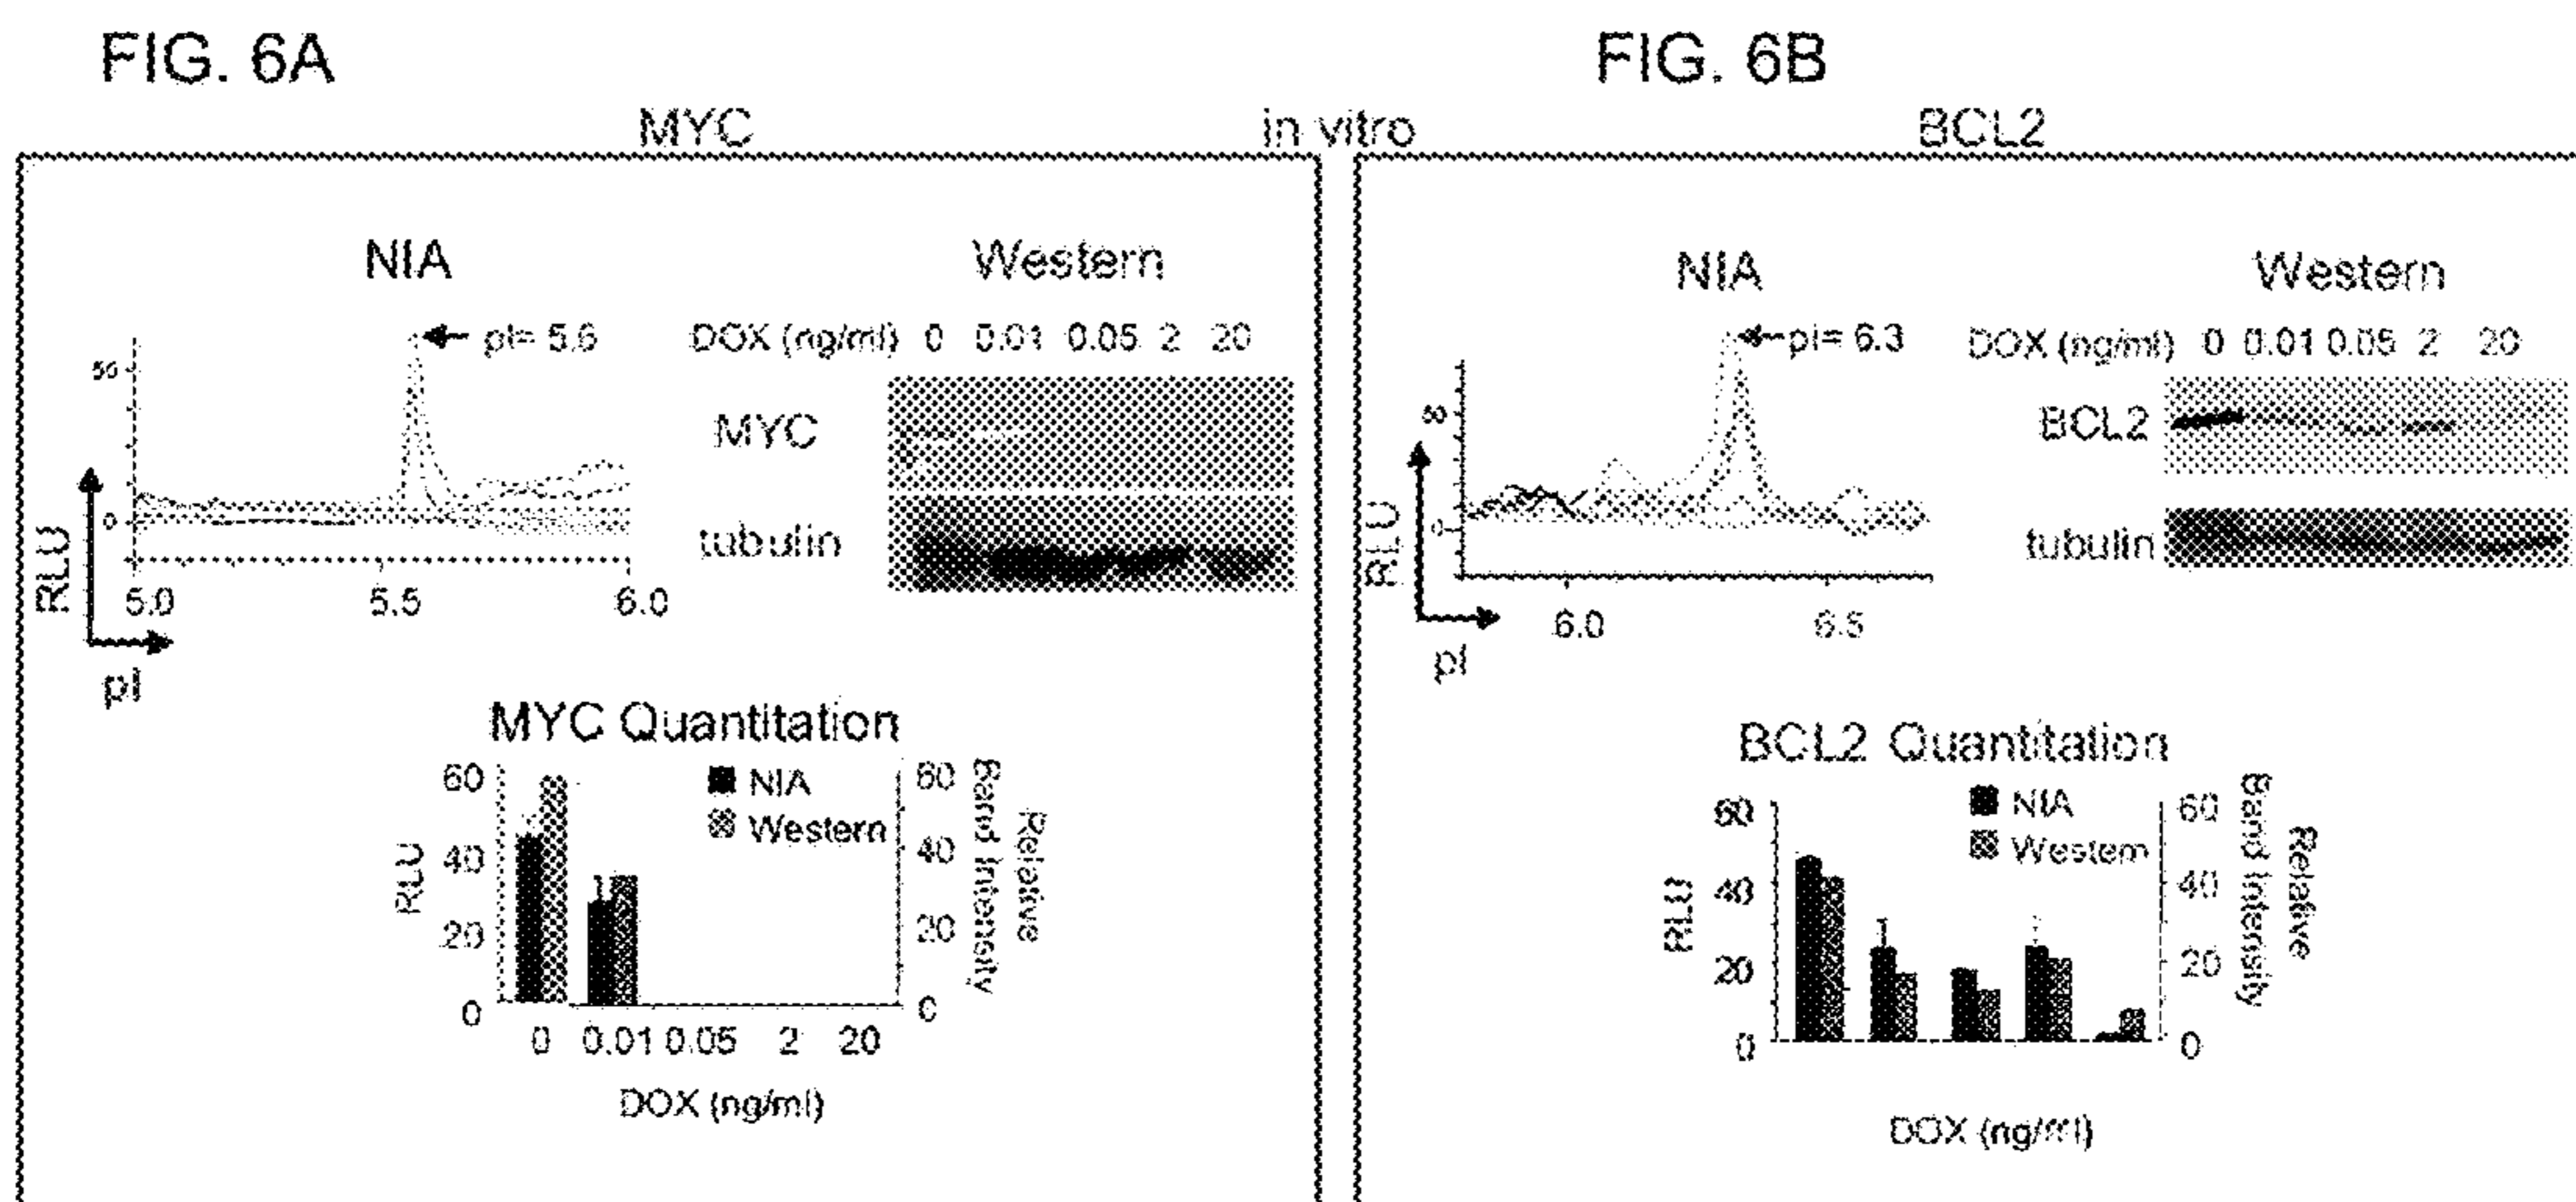 FIG. 6A
FIG. 6B
MYC
in vitro
BCL2
NIA
Western
pI= 5.6
DOX (ng/ml) 0 0.01 0.05 2 20
50
0
MYC
tubulin
RLU
5.0 5.5 6.0
pI
MYC Quantitation
NIA
Western
60
40
20
0
RLU
60
40
20
0
Relative
Band Intensity
0 0.01 0.05 2 20
DOX (ng/ml)
NIA
Western
pI= 6.3
DOX (ng/ml) 0 0.01 0.05 2 20
BCL2
tubulin
RLU
6.0 6.5
pI
BCL2 Quantitation
NIA
Western
60
40
20
0
RLU
60
40
20
0
Relative
Band Intensity
DOX (ng/ml)